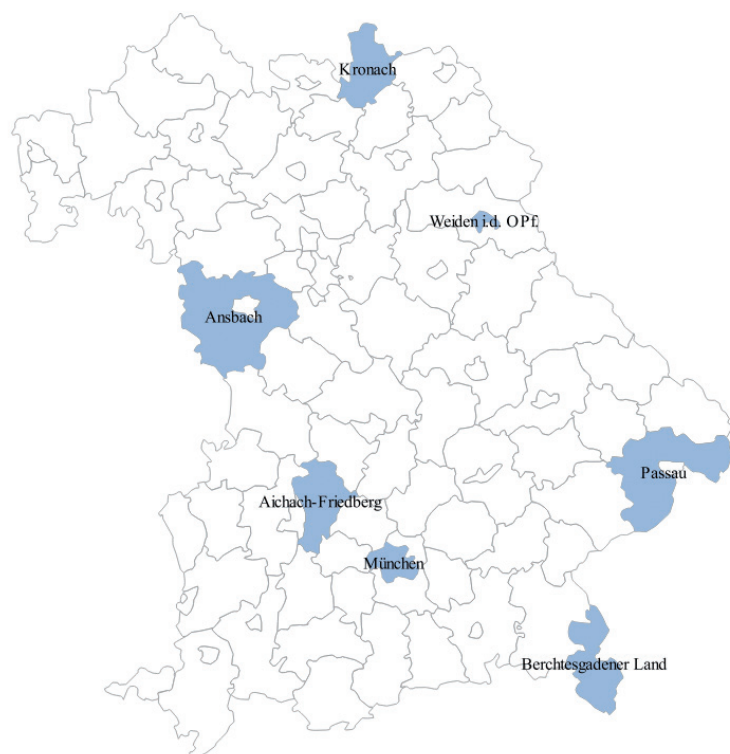 Kronach
Weiden i.d. OPf.
Ansbach
Passau
Aichach-Friedberg
München
Berchtesgadener Land